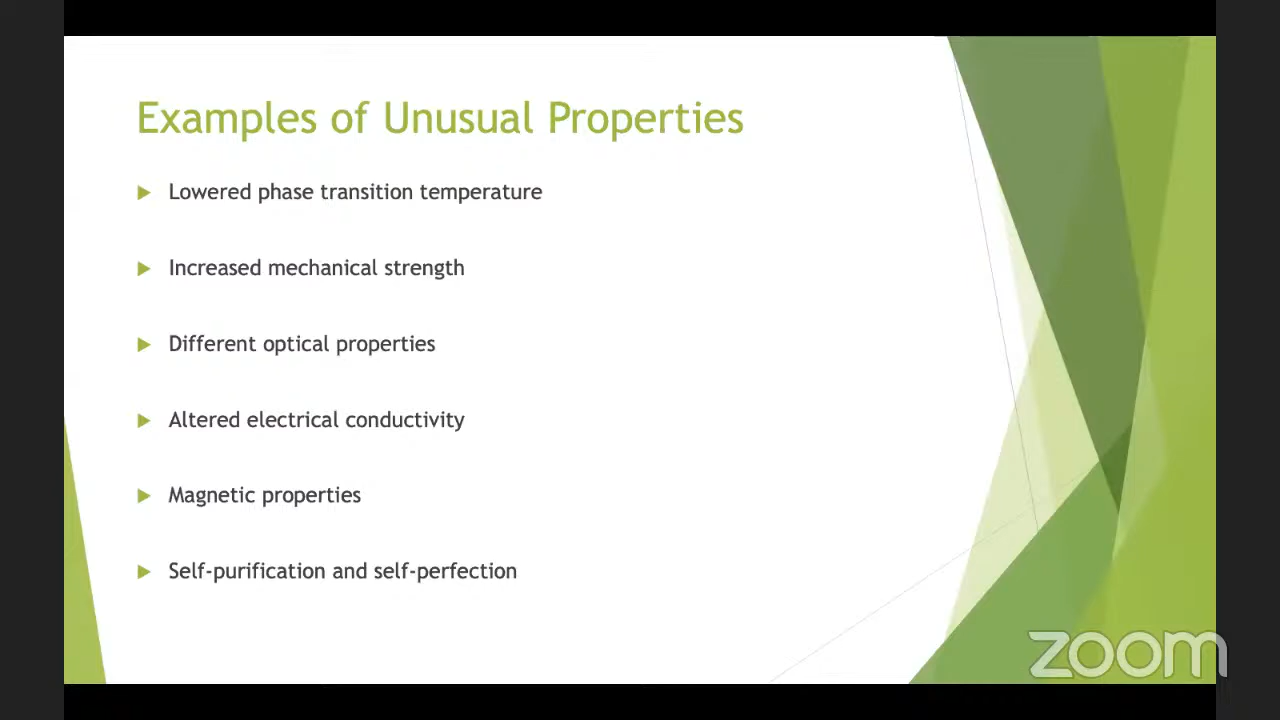 Examples of Unusual Properties
Lowered phase transition temperature
Increased mechanical strength
Different optical properties
Altered electrical conductivity
Magnetic properties
Self-purification and self-perfection
zoom